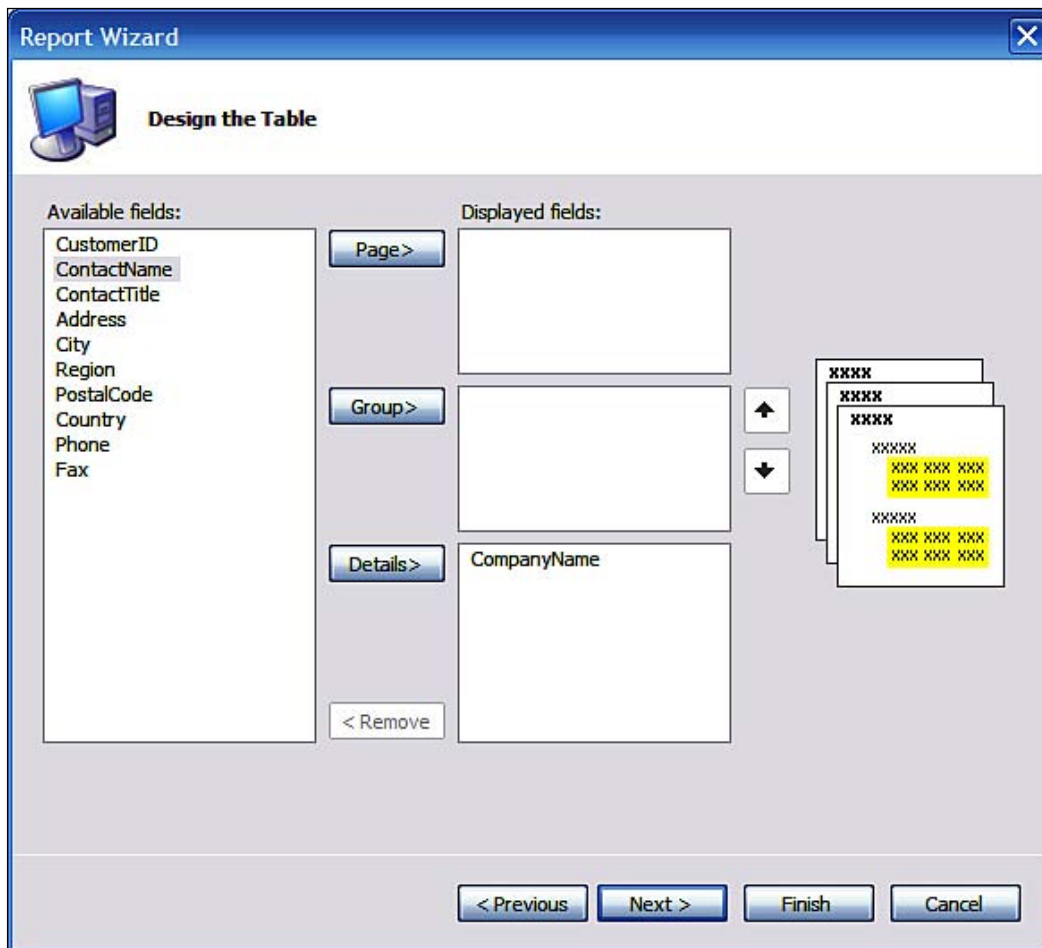 Report Wizard
Design the Table
Available fields:
Displayed fields:
CustomerID
ContactName
ContactTitle
Address
City
Region
PostalCode
Country
Phone
Fax
Page>
Group>
Details>
< Remove
CompanyName
xxxx
xxxx
xxxx
xxxxx
xxx xxx xxx
xxx xxx xxx
xxxxx
xxx xxx xxx
xxx xxx xxx
< Previous
Next >
Finish
Cancel